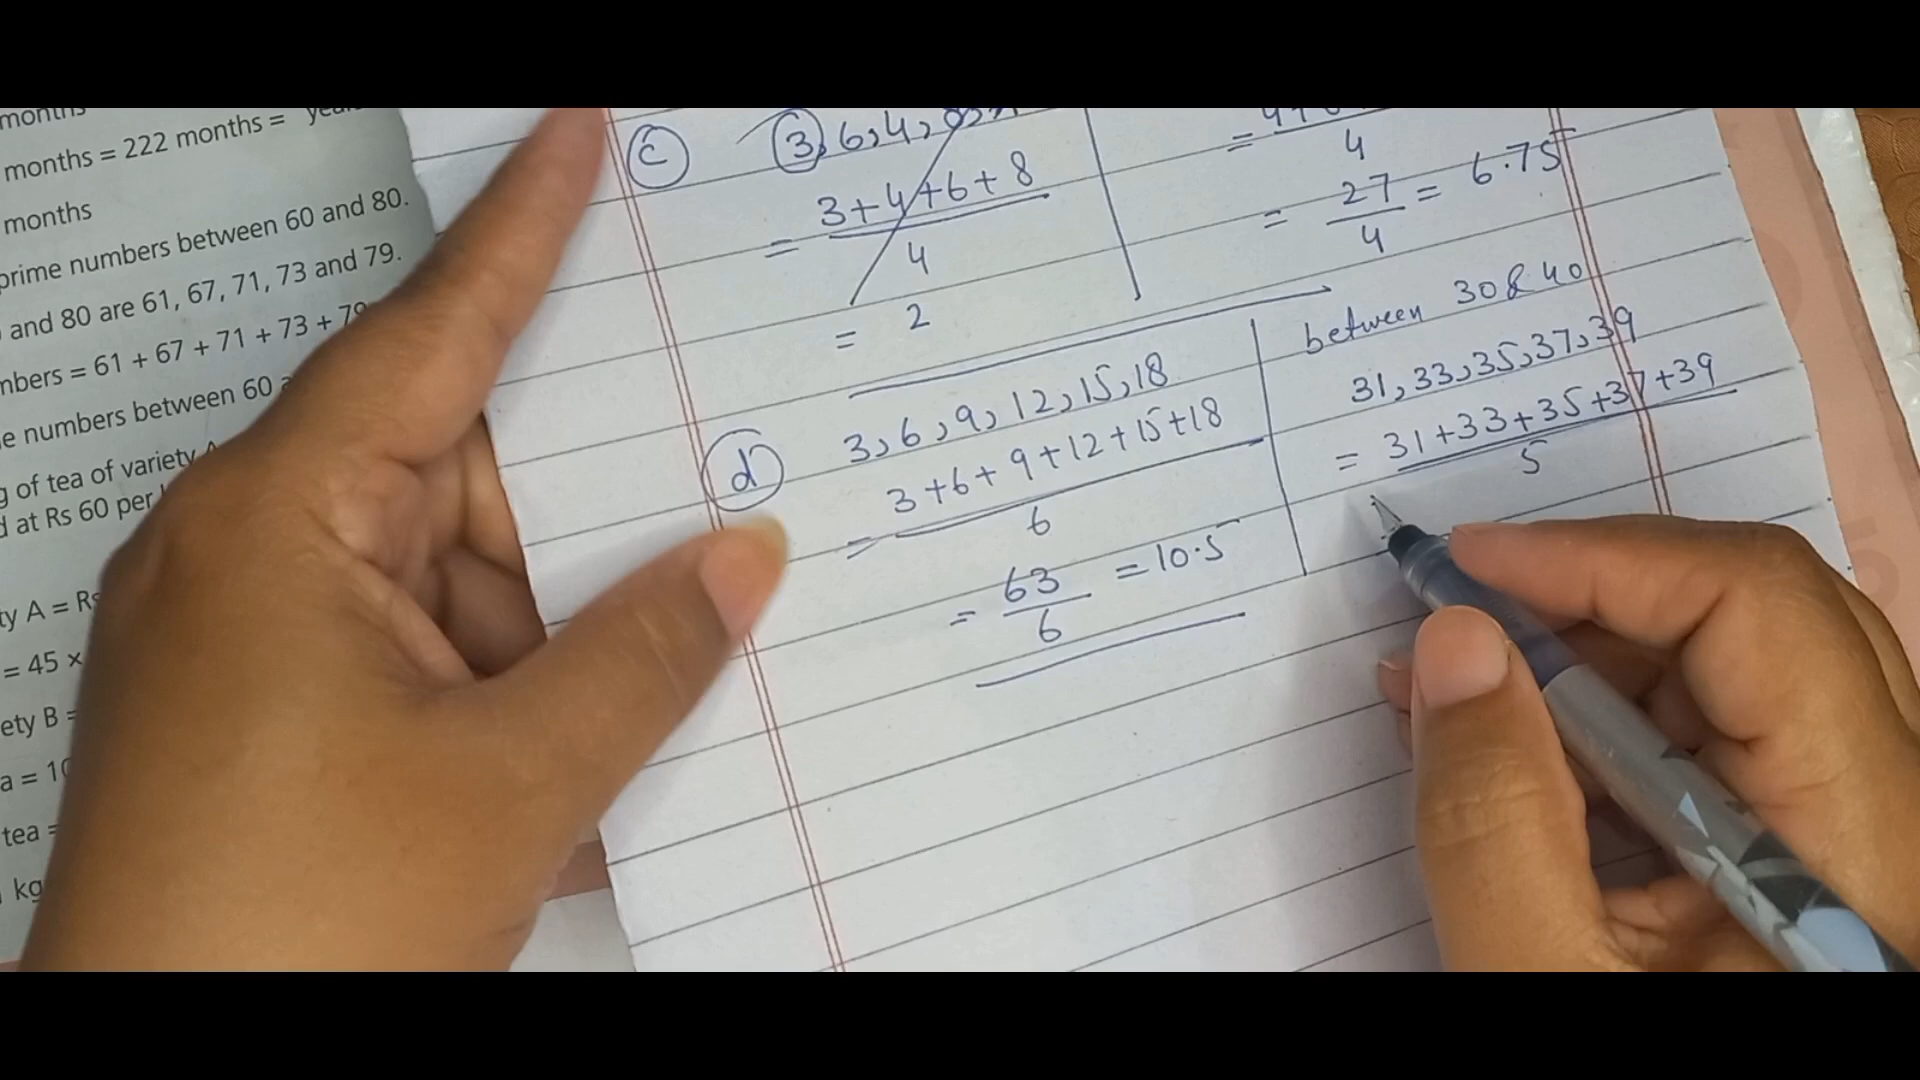 months
months = 222 months =
months
prime numbers between 60 and 80.
and 80 are 61, 67, 71, 73 and 79.
= 61 + 67 + 71 + 73 + 79
numbers between 60
of tea of variety
at Rs 60 per
A = Rs
= 45 ×
B =
a = 10
tea =
kg
c 3, 6, 4,
= 3+4+6+8
4
= 2
=
4
= 27 = 6.75
4
d 3, 6, 9, 12, 15, 18
= 3+6+9+12+15+18
6
= 63 = 10.5
6
between 30 & 40
31, 33, 35, 37, 39
= 31+33+35+37+39
5